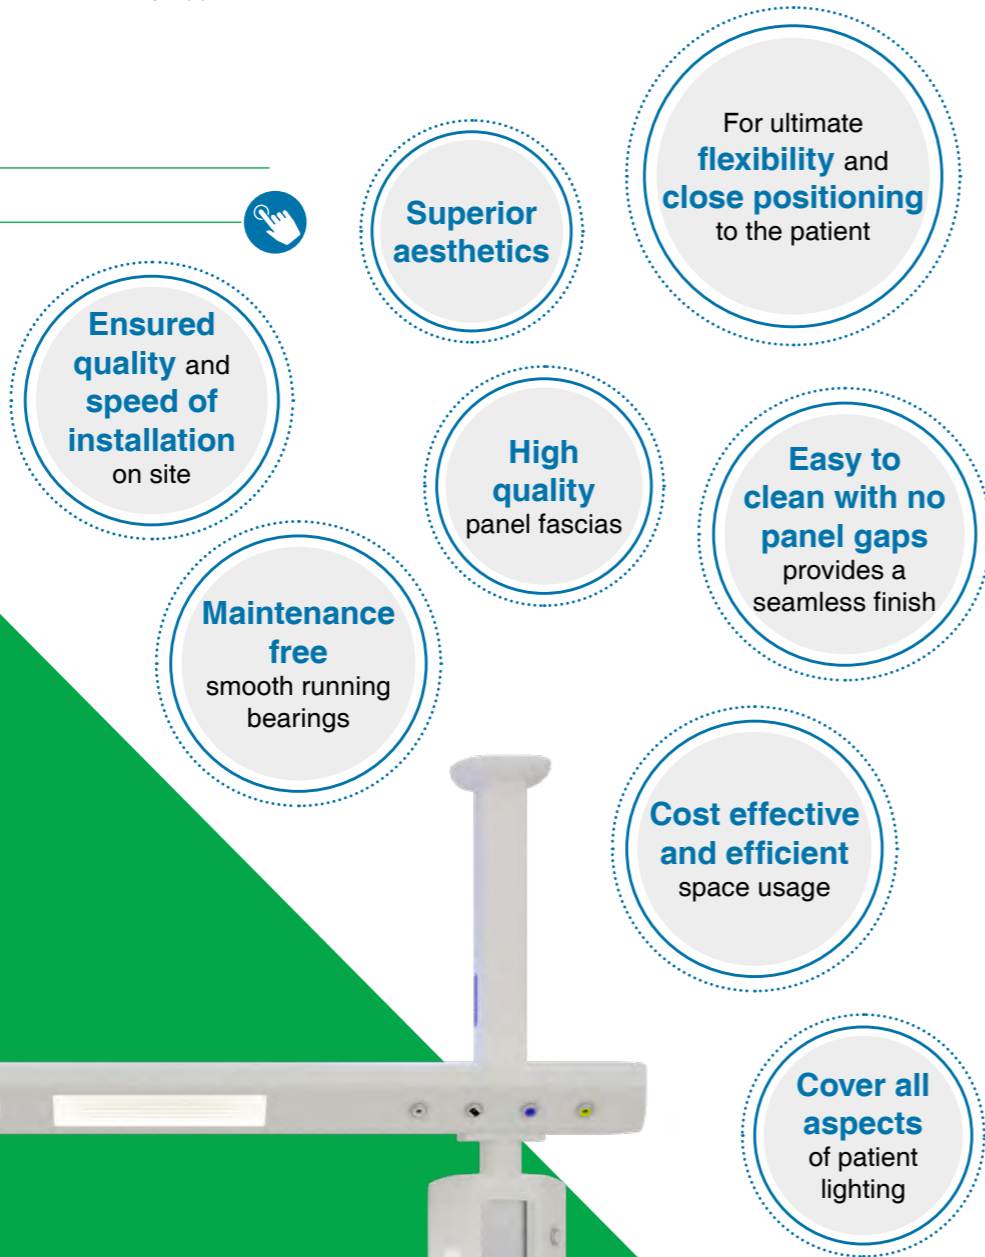 For ultimate
flexibility and
close positioning
to the patient
Superior
aesthetics
Ensured
quality and
speed of
installation
on site
High
quality
panel fascias
Easy to
clean with no
panel gaps
provides a
seamless finish
Maintenance
free
smooth running
bearings
Cost effective
and efficient
space usage
Cover all
aspects
of patient
lighting